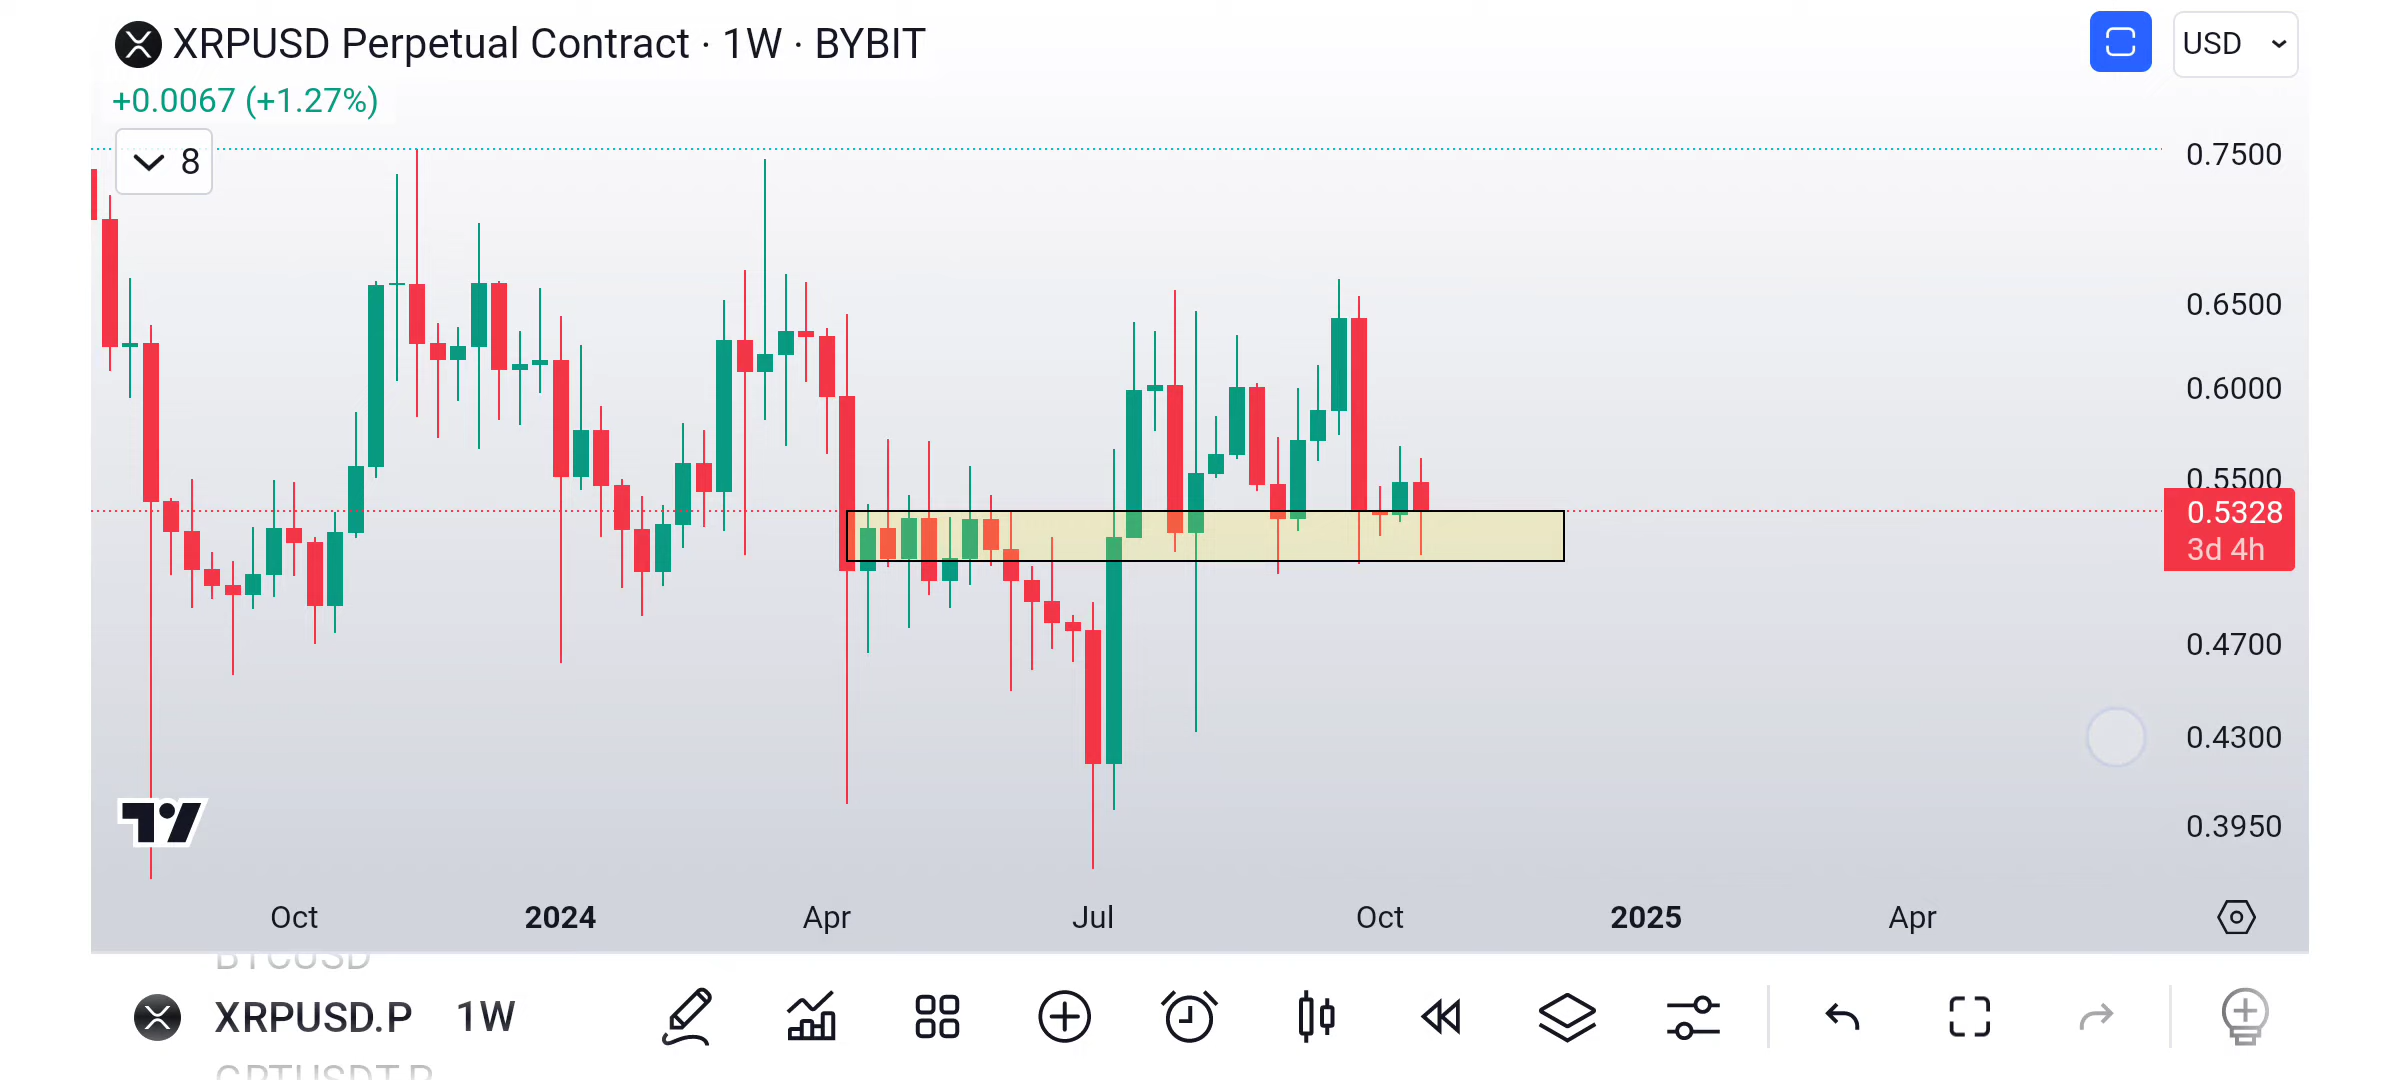 XRPUSD Perpetual Contract · 1W · BYBIT
USD
+0.0067 (+1.27%)
8
0.7500
0.6500
0.6000
0.5500
0.5328
3d 4h
0.4700
0.4300
0.3950
Oct
2024
Apr
Jul
Oct
2025
Apr
BTCUSD
XRPUSD.P 1W